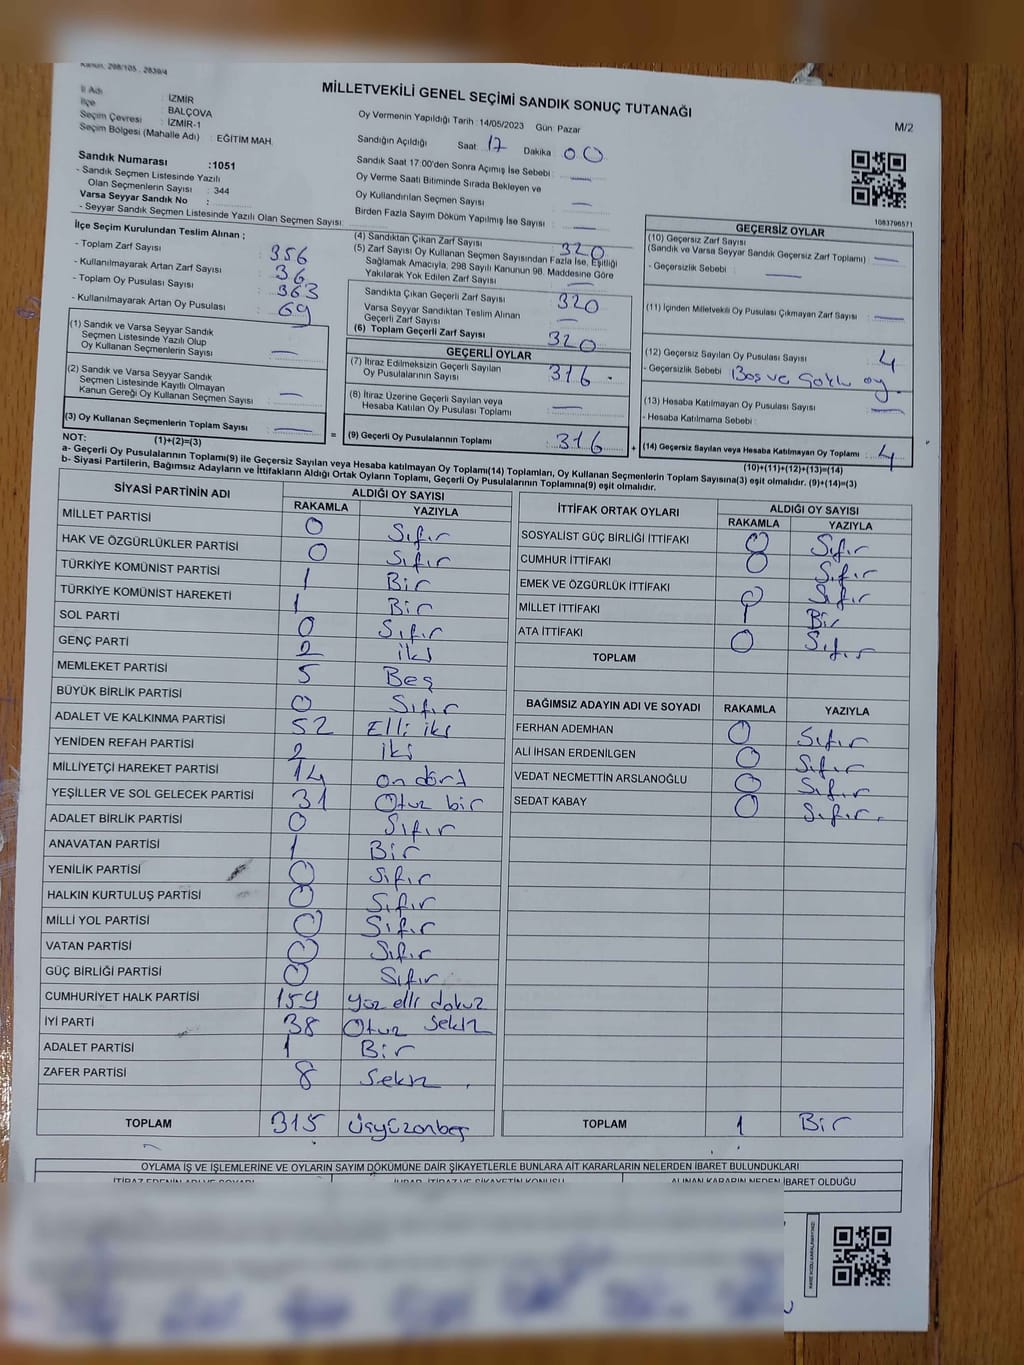 Kanun, 298/105 , 2839/4
MİLLETVEKİLİ GENEL SEÇİMİ SANDIK SONUÇ TUTANAĞI
M/2
İl Adı : İZMİR
İlçe : BALÇOVA
Seçim Çevresi : İZMİR-1
Seçim Bölgesi (Mahalle Adı) : EĞİTİM MAH.
Sandık Numarası :1051
- Sandık Seçmen Listesinde Yazılı
Olan Seçmenlerin Sayısı : 344
Varsa Seyyar Sandık No :
- Seyyar Sandık Seçmen Listesinde Yazılı Olan Seçmen Sayısı:
Oy Vermenin Yapıldığı Tarih :14/05/2023 Gün Pazar
Sandığın Açıldığı Saat 17 Dakika 00
Sandık Saat 17:00'den Sonra Açımış İse Sebebi : —
Oy Verme Saati Bitiminde Sırada Bekleyen ve
Oy Kullandırılan Seçmen Sayısı : —
Birden Fazla Sayım Döküm Yapılmış İse Sayısı : —
1083796571
İlçe Seçim Kurulundan Teslim Alınan ;
- Toplam Zarf Sayısı : 356
- Kullanılmayarak Artan Zarf Sayısı : 36
- Toplam Oy Pusulası Sayısı : 363
- Kullanılmayarak Artan Oy Pusulası : 69
(1) Sandık ve Varsa Seyyar Sandık
Seçmen Listesinde Yazılı Olup
Oy Kullanan Seçmenlerin Sayısı : —
(2) Sandık ve Varsa Seyyar Sandık
Seçmen Listesinde Kayıtlı Olmayan
Kanun Gereği Oy Kullanan Seçmen Sayısı : —
(3) Oy Kullanan Seçmenlerin Toplam Sayısı : —
(1)+(2)=(3)
(4) Sandıktan Çıkan Zarf Sayısı : 320
(5) Zarf Sayısı Oy Kullanan Seçmen Sayısından Fazla İse, Eşitliği
Sağlamak Amacıyla, 298 Sayılı Kanunun 98. Maddesine Göre
Yakılarak Yok Edilen Zarf Sayısı : —
Sandıkta Çıkan Geçerli Zarf Sayısı : 320
Varsa Seyyar Sandıktan Teslim Alınan
Geçerli Zarf Sayısı : —
(6) Toplam Geçerli Zarf Sayısı : 320
GEÇERLİ OYLAR
(7) İtiraz Edilmeksizin Geçerli Sayılan
Oy Pusulalarının Sayısı : 316
(8) İtiraz Üzerine Geçerli Sayılan veya
Hesaba Katılan Oy Pusulası Toplamı : —
= (9) Geçerli Oy Pusulalarının Toplamı : 316
GEÇERSİZ OYLAR
(10) Geçersiz Zarf Sayısı
(Sandık ve Varsa Seyyar Sandık Geçersiz Zarf Toplamı) : —
- Geçersizlik Sebebi : —
(11) İçinden Milletvekili Oy Pusulası Çıkmayan Zarf Sayısı : —
(12) Geçersiz Sayılan Oy Pusulası Sayısı : 4
- Geçersizlik Sebebi : Boş ve Çoklu oy.
(13) Hesaba Katılmayan Oy Pusulası Sayısı : —
- Hesaba Katılmama Sebebi :
+ (14) Geçersiz Sayılan veya Hesaba Katılmayan Oy Toplamı : 4
(10)+(11)+(12)+(13)=(14)
NOT:
a- Geçerli Oy Pusulalarının Toplamı(9) ile Geçersiz Sayılan veya Hesaba katılmayan Oy Toplamı(14) Toplamları, Oy Kullanan Seçmenlerin Toplam Sayısına(3) eşit olmalıdır. (9)+(14)=(3)
b- Siyasi Partilerin, Bağımsız Adayların ve İttifakların Aldığı Ortak Oyların Toplamı, Geçerli Oy Pusulalarının Toplamına(9) eşit olmalıdır.
SİYASİ PARTİNİN ADI ALDIĞI OY SAYISI
RAKAMLA YAZIYLA
MİLLET PARTİSİ 0 Sıfır
HAK VE ÖZGÜRLÜKLER PARTİSİ 0 Sıfır
TÜRKİYE KOMÜNİST PARTİSİ 1 Bir
TÜRKİYE KOMÜNİST HAREKETİ 1 Bir
SOL PARTİ 0 Sıfır
GENÇ PARTİ 2 iki
MEMLEKET PARTİSİ 5 Beş
BÜYÜK BİRLİK PARTİSİ 0 Sıfır
ADALET VE KALKINMA PARTİSİ 52 Elli iki
YENİDEN REFAH PARTİSİ 2 iki
MİLLİYETÇİ HAREKET PARTİSİ 14 on dört
YEŞİLLER VE SOL GELECEK PARTİSİ 31 Otuz bir
ADALET BİRLİK PARTİSİ 0 Sıfır
ANAVATAN PARTİSİ 1 Bir
YENİLİK PARTİSİ 0 Sıfır
HALKIN KURTULUŞ PARTİSİ 0 Sıfır
MİLLİ YOL PARTİSİ 0 Sıfır
VATAN PARTİSİ 0 Sıfır
GÜÇ BİRLİĞİ PARTİSİ 0 Sıfır
CUMHURİYET HALK PARTİSİ 159 yüz elli dokuz
İYİ PARTİ 38 Otuz Sekiz
ADALET PARTİSİ 1 Bir
ZAFER PARTİSİ 8 Sekiz
TOPLAM 315 Üçyüzonbeş
İTTİFAK ORTAK OYLARI ALDIĞI OY SAYISI
RAKAMLA YAZIYLA
SOSYALİST GÜÇ BİRLİĞİ İTTİFAKI 0 Sıfır
CUMHUR İTTİFAKI 0 Sıfır
EMEK VE ÖZGÜRLÜK İTTİFAKI 0 Sıfır
MİLLET İTTİFAKI 1 Bir
ATA İTTİFAKI 0 Sıfır
TOPLAM
BAĞIMSIZ ADAYIN ADI VE SOYADI RAKAMLA YAZIYLA
FERHAN ADEMHAN 0 Sıfır
ALİ İHSAN ERDENİLGEN 0 Sıfır
VEDAT NECMETTİN ARSLANOĞLU 0 Sıfır
SEDAT KABAY 0 Sıfır.
TOPLAM 1 Bir
OYLAMA İŞ VE İŞLEMLERİNE VE OYLARIN SAYIM DÖKÜMÜNE DAİR ŞİKAYETLERLE BUNLARA AİT KARARLARIN NELERDEN İBARET BULUNDUKLARI
İTİRAZ EDENİN ADI VE SOYADI İHBAR, İTİRAZ VE ŞİKAYETİN KONUSU ALINAN KARARIN NEDEN İBARET OLDUĞU